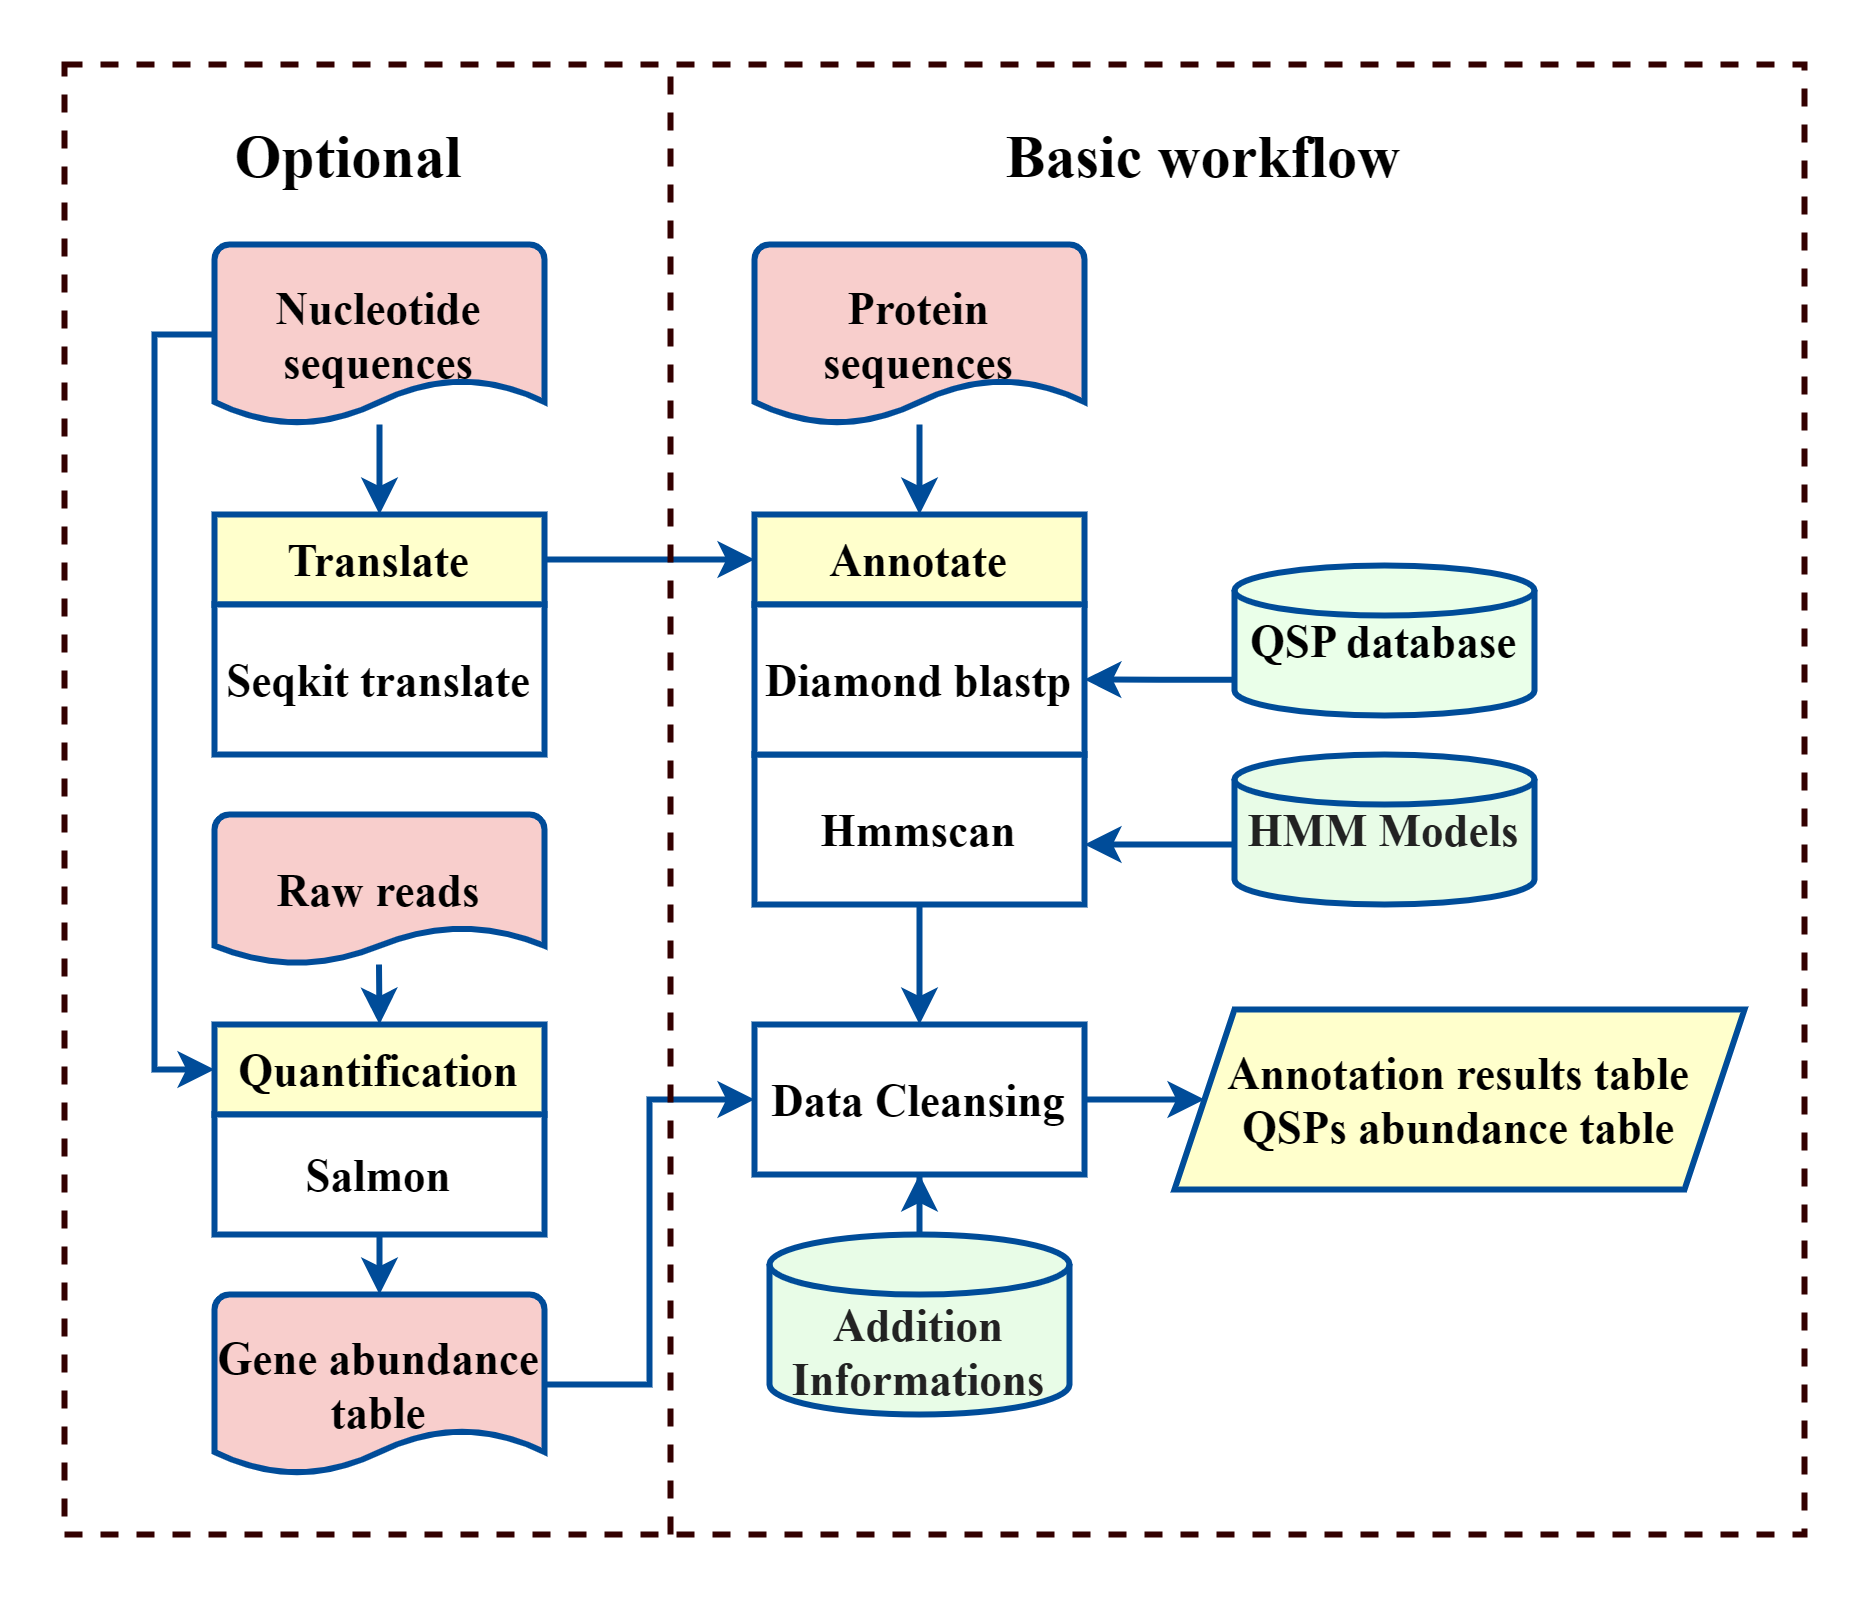 Optional
Nucleotide
sequences
Translate
Seqkit translate
Raw reads
Quantification
Salmon
Gene abundance
table
Basic workflow
Protein
sequences
Annotate
Diamond blastp
Hmmscan
QSP database
HMM Models
Data Cleansing
Annotation results table
QSPs abundance table
Addition
Informations